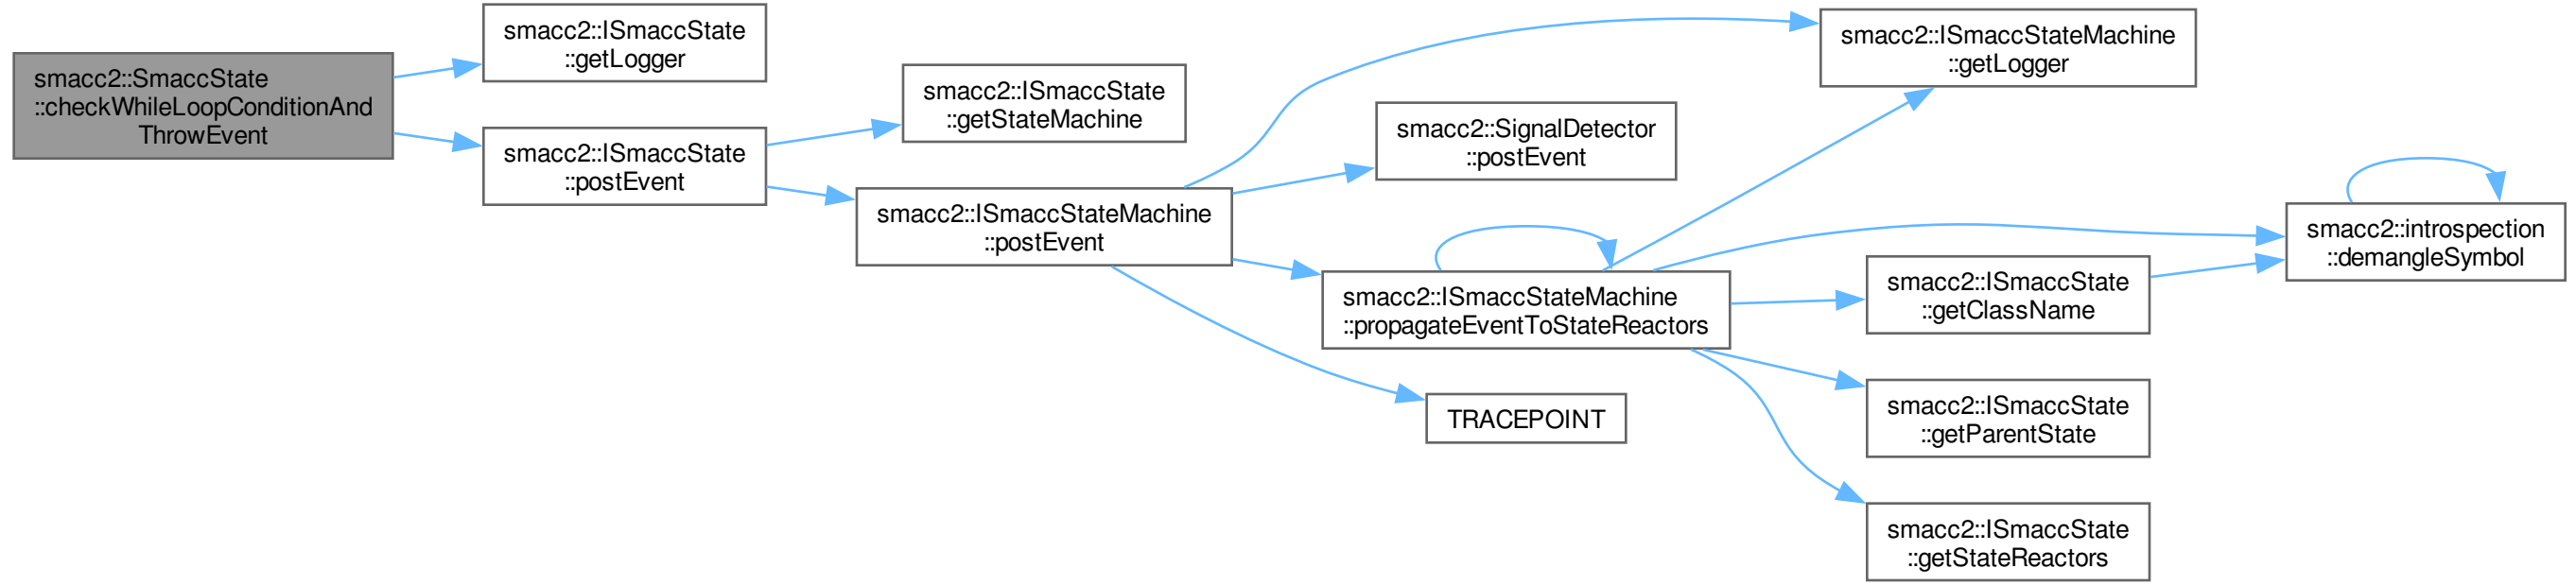 smacc2::SmaccState
::checkWhileLoopConditionAnd
ThrowEvent
smacc2::ISmaccState
::getLogger
smacc2::ISmaccState
::postEvent
smacc2::ISmaccState
::getStateMachine
smacc2::ISmaccStateMachine
::postEvent
smacc2::ISmaccStateMachine
::getLogger
smacc2::SignalDetector
::postEvent
smacc2::ISmaccStateMachine
::propagateEventToStateReactors
TRACEPOINT
smacc2::introspection
::demangleSymbol
smacc2::ISmaccState
::getClassName
smacc2::ISmaccState
::getParentState
smacc2::ISmaccState
::getStateReactors